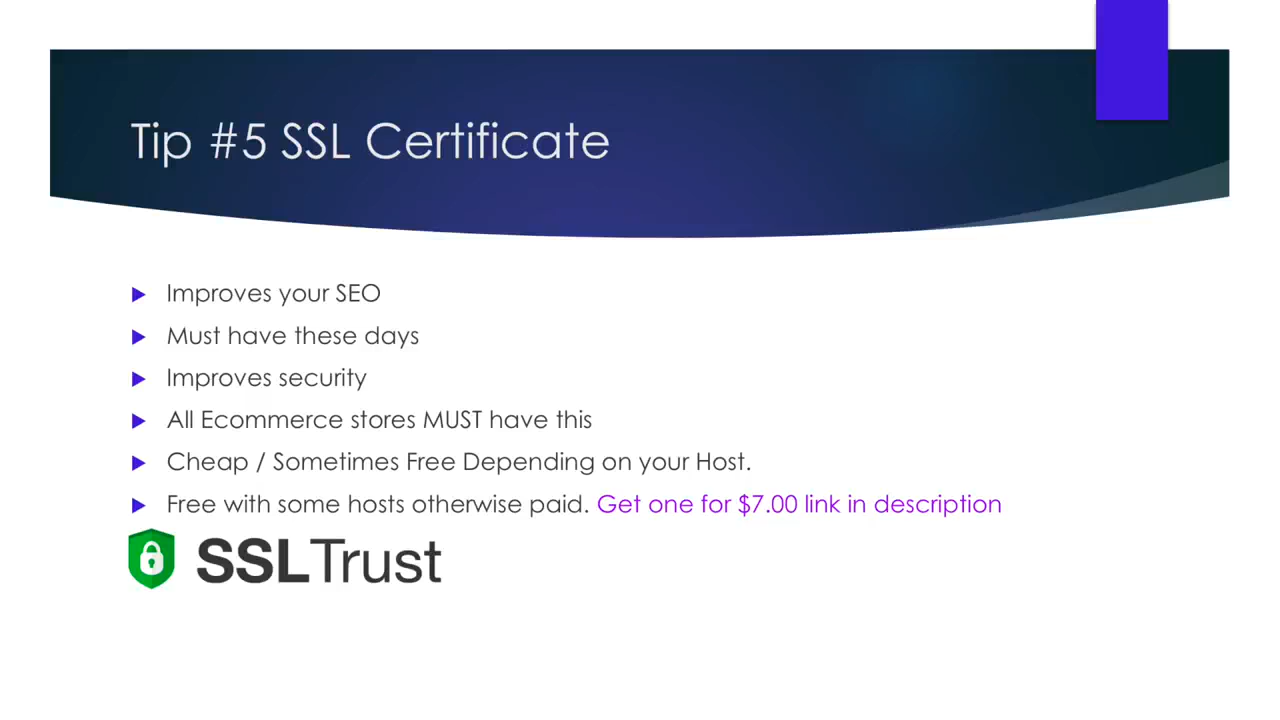 Tip #5 SSL Certificate
Improves your SEO
Must have these days
Improves security
All Ecommerce stores MUST have this
Cheap / Sometimes Free Depending on your Host.
Free with some hosts otherwise paid. Get one for $7.00 link in description
SSLTrust